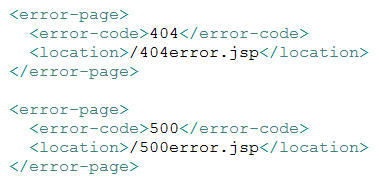 <error-page>
<error-code>404</error-code>
<location>/404error.jsp</location>
</error-page>
<error-page>
<error-code>500</error-code>
<location>/500error.jsp</location>
</error-page>